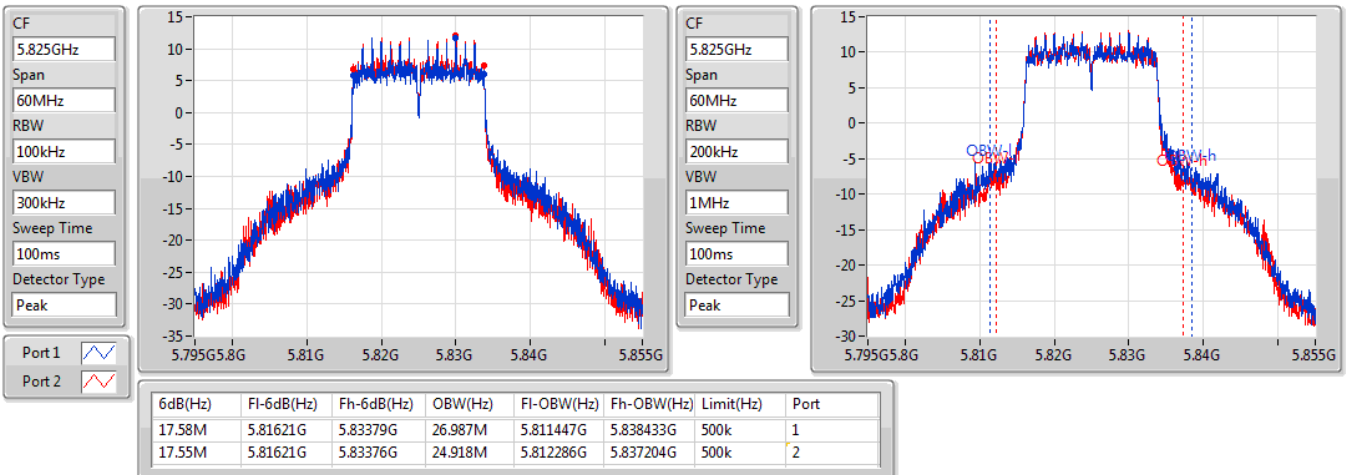 CF
5.825GHz
Span
60MHz
RBW
100kHz
VBW
300kHz
Sweep Time
100ms
Detector Type
Peak
15
10
5
0
-5
-10
-15
-20
-25
-30
-35
5.795G 5.8G 5.81G 5.82G 5.83G 5.84G 5.855G
CF
5.825GHz
Span
60MHz
RBW
200kHz
VBW
1MHz
Sweep Time
100ms
Detector Type
Peak
15
10
5
0
-5
-10
-15
-20
-25
-30
5.795G 5.8G 5.81G 5.82G 5.83G 5.84G 5.855G
Port 1
Port 2
6dB(Hz) Fl-6dB(Hz) Fh-6dB(Hz) OBW(Hz) Fl-OBW(Hz) Fh-OBW(Hz) Limit(Hz) Port
17.58M 5.81621G 5.83379G 26.987M 5.811447G 5.838433G 500k 1
17.55M 5.81621G 5.83376G 24.918M 5.812286G 5.837204G 500k 2